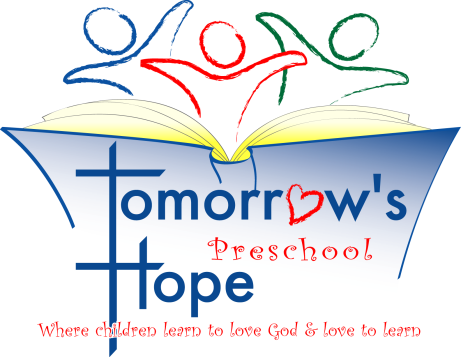 Tomorrow's
Preschool
Hope
Where children learn to love God & love to learn